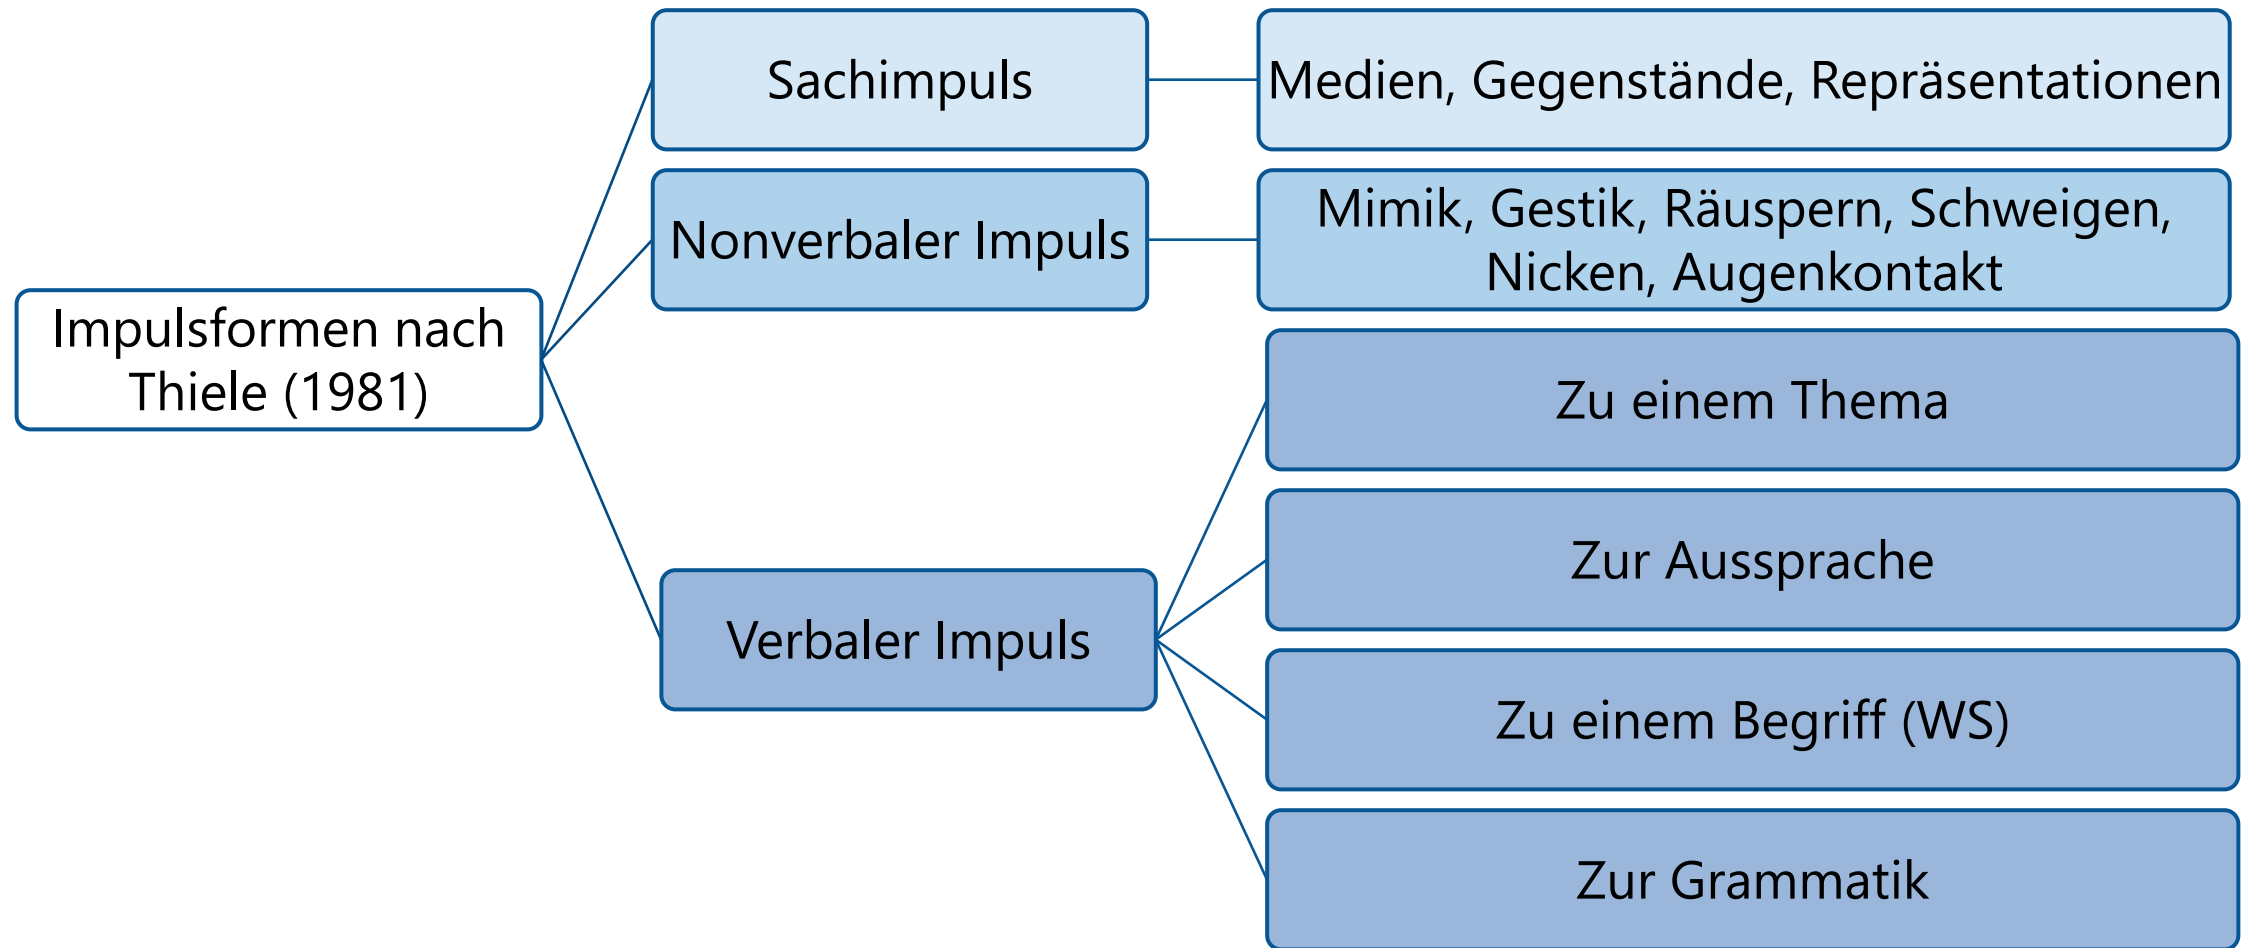 Impulsformen nach
Thiele (1981)
Sachimpuls
Medien, Gegenstände, Repräsentationen
Nonverbaler Impuls
Mimik, Gestik, Räuspern, Schweigen,
Nicken, Augenkontakt
Verbaler Impuls
Zu einem Thema
Zur Aussprache
Zu einem Begriff (WS)
Zur Grammatik